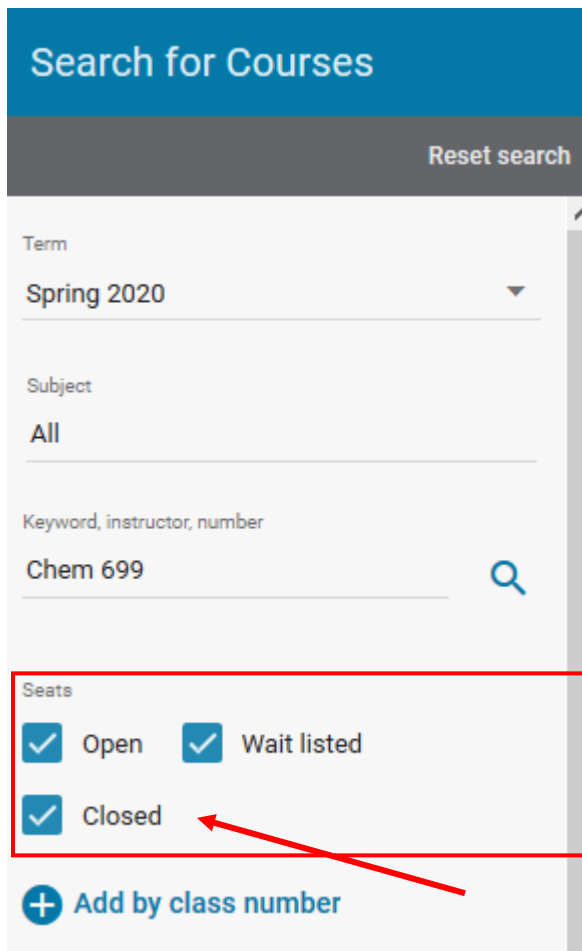 Search for Courses
Reset search
Term
Spring 2020
Subject
All
Keyword, instructor, number
Chem 699
Seats
Open Wait listed
Closed
Add by class number